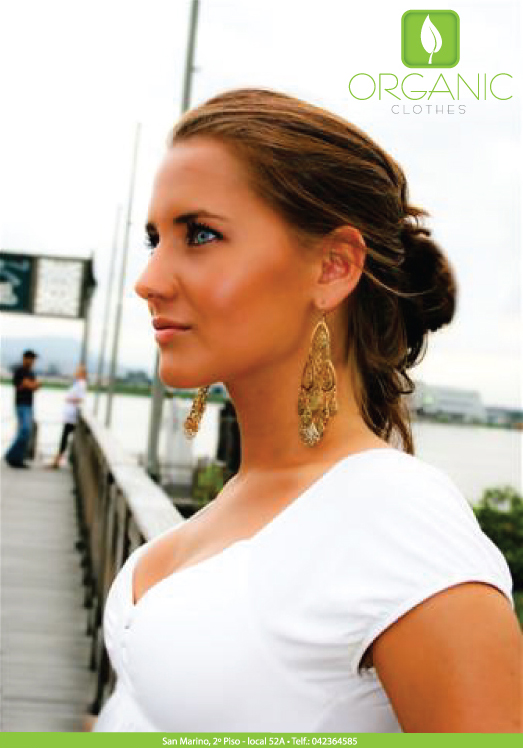 ORGANIC
CLOTHES
San Marino, 2º Piso - local 52A • Telf.: 042364585